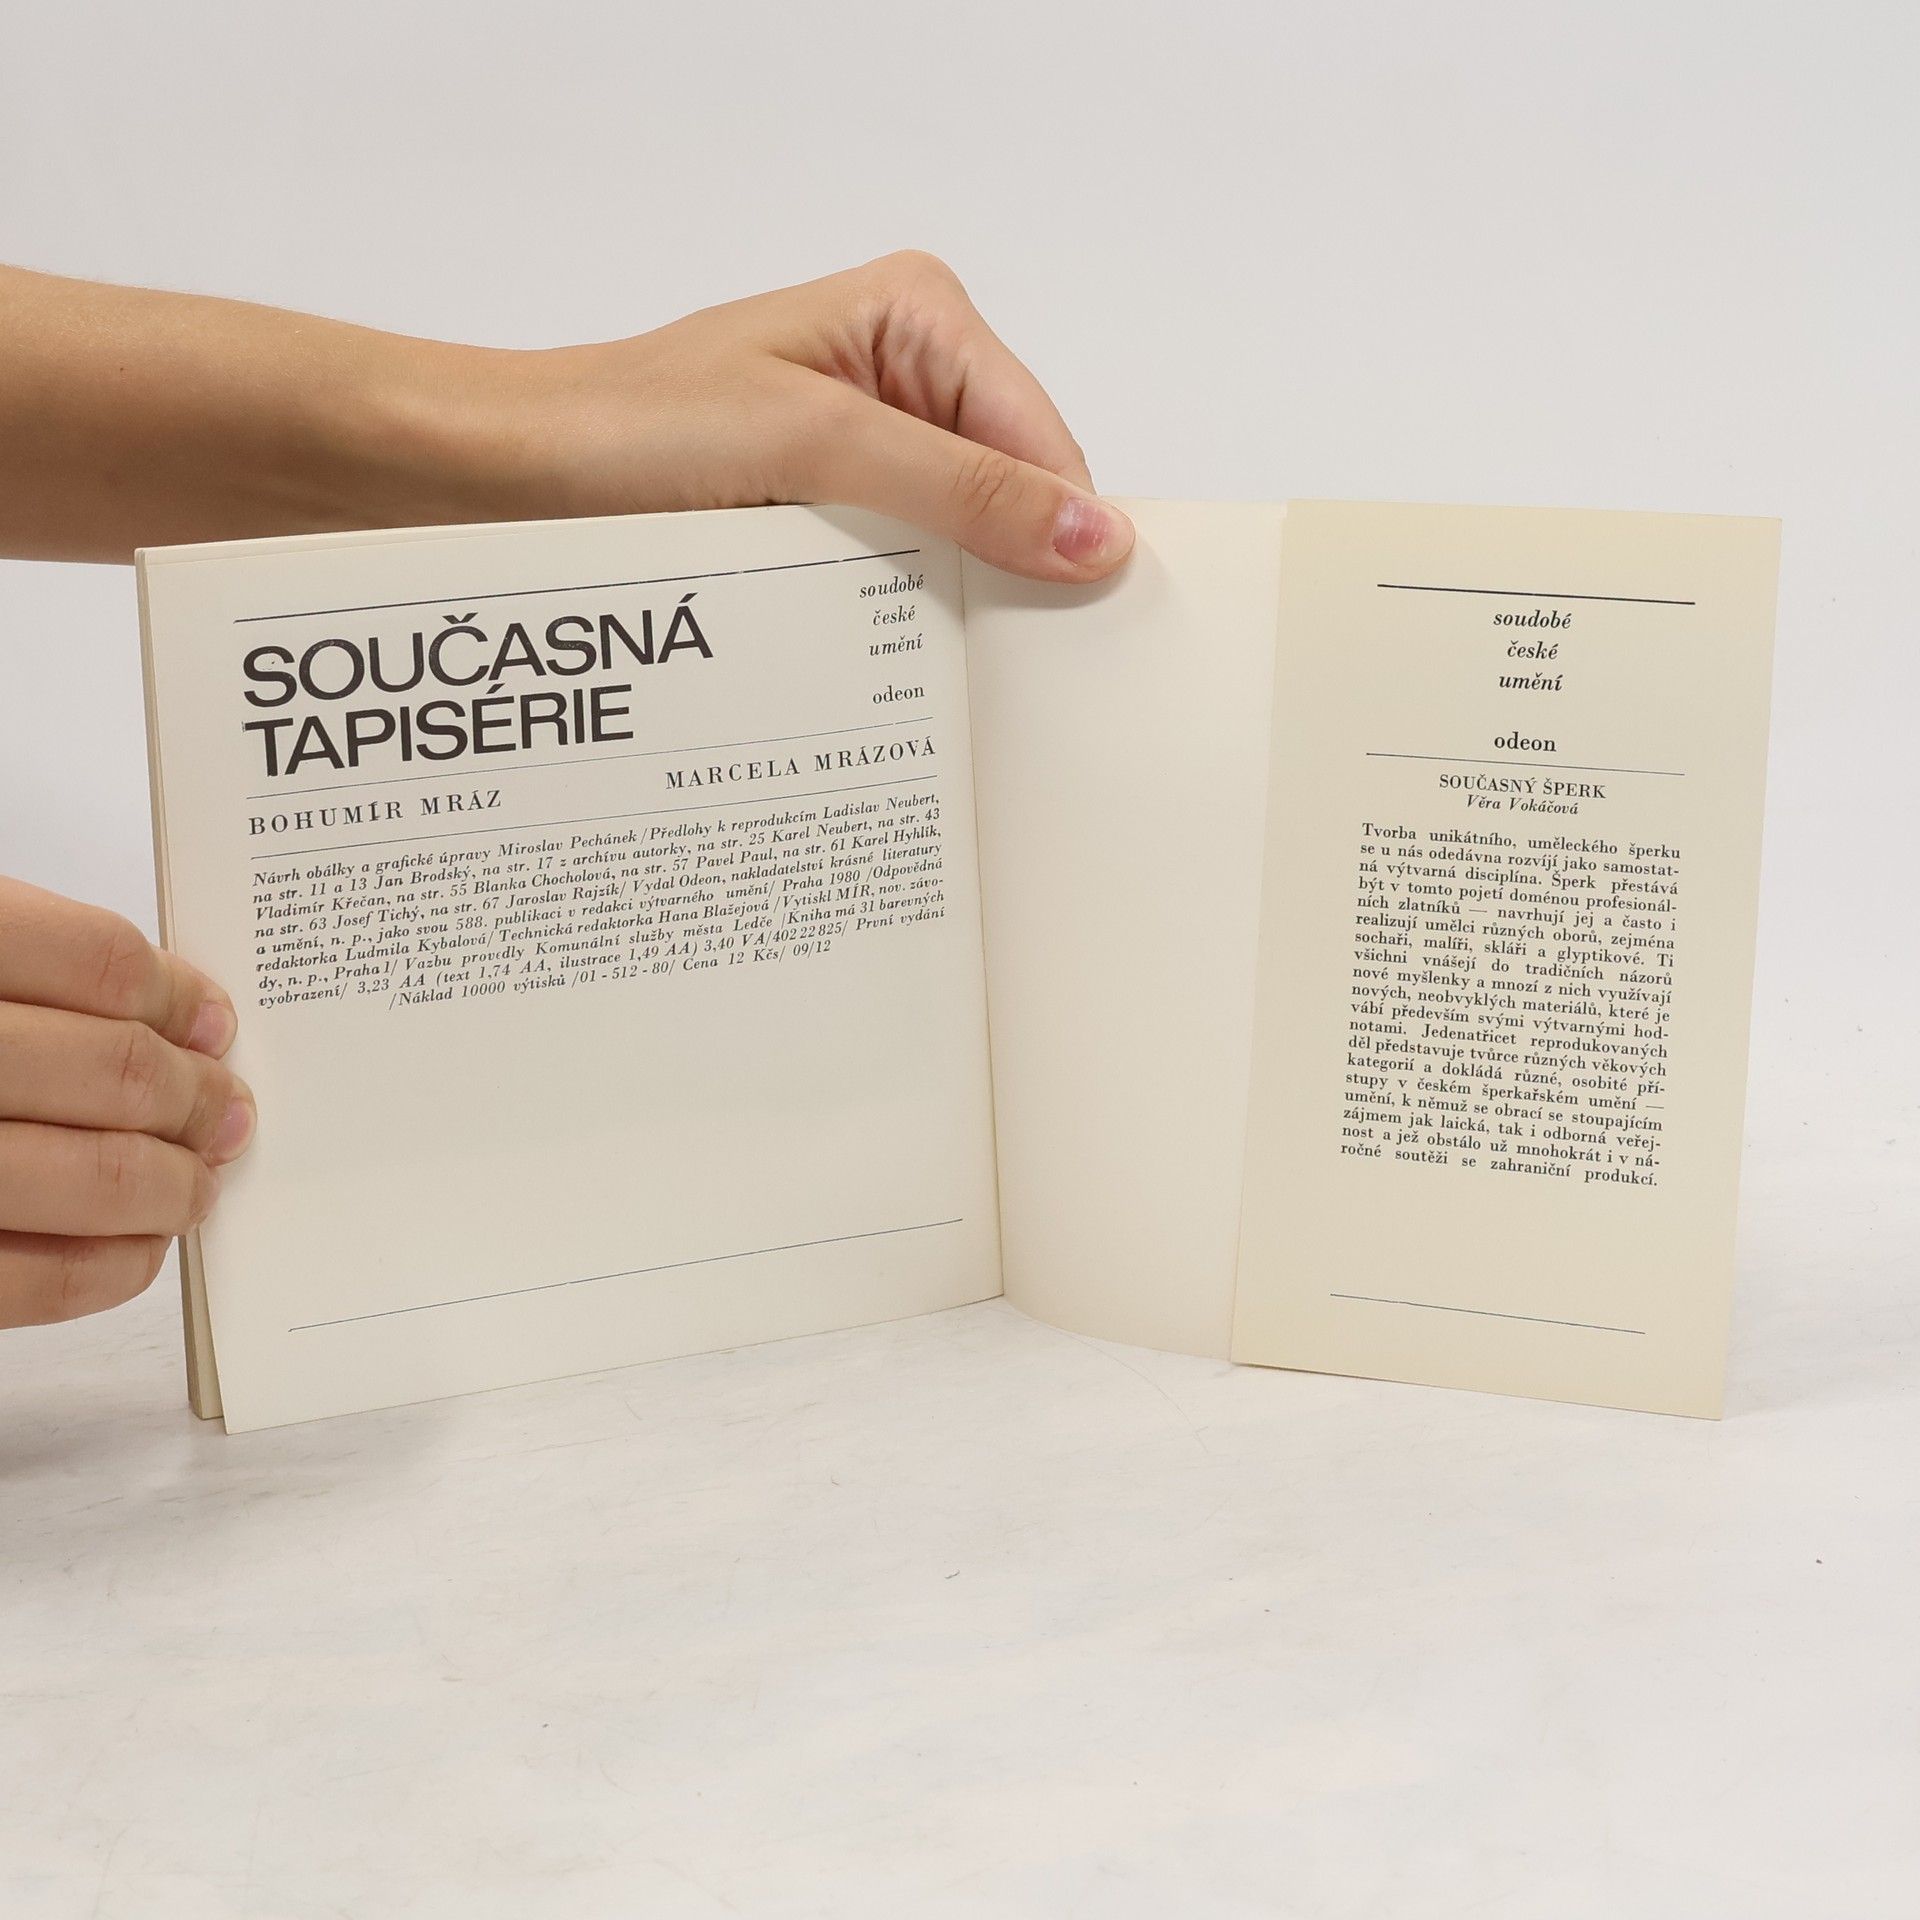 SOUČASNÁ
TAPISÉRIE
soudobé
české
umění
odeon
BOHUMÍR MRÁZ MARCELA MRÁZOVÁ
Návrh obálky a grafické úpravy Miroslav Pechánek /Předlohy k reprodukcím Ladislav Neubert,
na str. 11 a 13 Jan Brodský, na str. 17 z archívu autorky, na str. 25 Karel Neubert, na str. 43
Vladimír Křečan, na str. 55 Blanka Chocholová, na str. 57 Pavel Paul, na str. 61 Karel Hyhlík,
na str. 63 Josef Tichý, na str. 67 Jaroslav Rajzík/ Vydal Odeon, nakladatelství krásné literatury
a umění, n. p., jako svou 588. publikaci v redakci výtvarného umění/ Praha 1980 /Odpovědná
redaktorka Ludmila Kybalová/ Technická redaktorka Hana Blažejová /Vytiskl MÍR, nov. závo-
dy, n. p., Praha 1/ Vazbu provedly Komunální služby města Ledče /Kniha má 31 barevných
vyobrazení/ 3,23 AA (text 1,74 AA, ilustrace 1,49 AA) 3,40 VA/402 22 825/ První vydání
/Náklad 10000 výtisků /01 - 512 - 80/ Cena 12 Kčs/ 09/12
soudobé
české
umění
odeon
SOUČASNÝ ŠPERK
Věra Vokáčová
Tvorba unikátního, uměleckého šperku
se u nás odedávna rozvíjí jako samostat-
ná výtvarná disciplína. Šperk přestává
být v tomto pojetí doménou profesionál-
ních zlatníků — navrhují jej a často i
realizují umělci různých oborů, zejména
sochaři, malíři, skláři a glyptikové. Ti
všichni vnášejí do tradičních názorů
nové myšlenky a mnozí z nich využívají
nových, neobvyklých materiálů, které je
vábí především svými výtvarnými hod-
notami. Jedenatřicet reprodukovaných
děl představuje tvůrce různých věkových
kategorií a dokládá různé, osobité pří-
stupy v českém šperkařském umění —
umění, k němuž se obrací se stoupajícím
zájmem jak laická, tak i odborná veřej-
nost a jež obstálo už mnohokrát i v ná-
ročné soutěži se zahraniční produkcí.